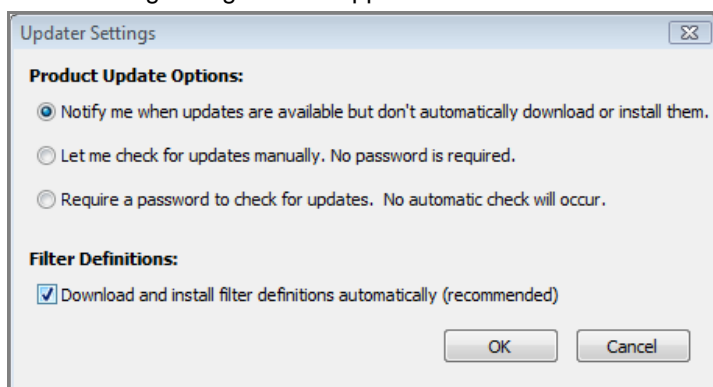 Updater Settings
Product Update Options:
Notify me when updates are available but don't automatically download or install them.
Let me check for updates manually. No password is required.
Require a password to check for updates. No automatic check will occur.
Filter Definitions:
Download and install filter definitions automatically (recommended)
OK Cancel